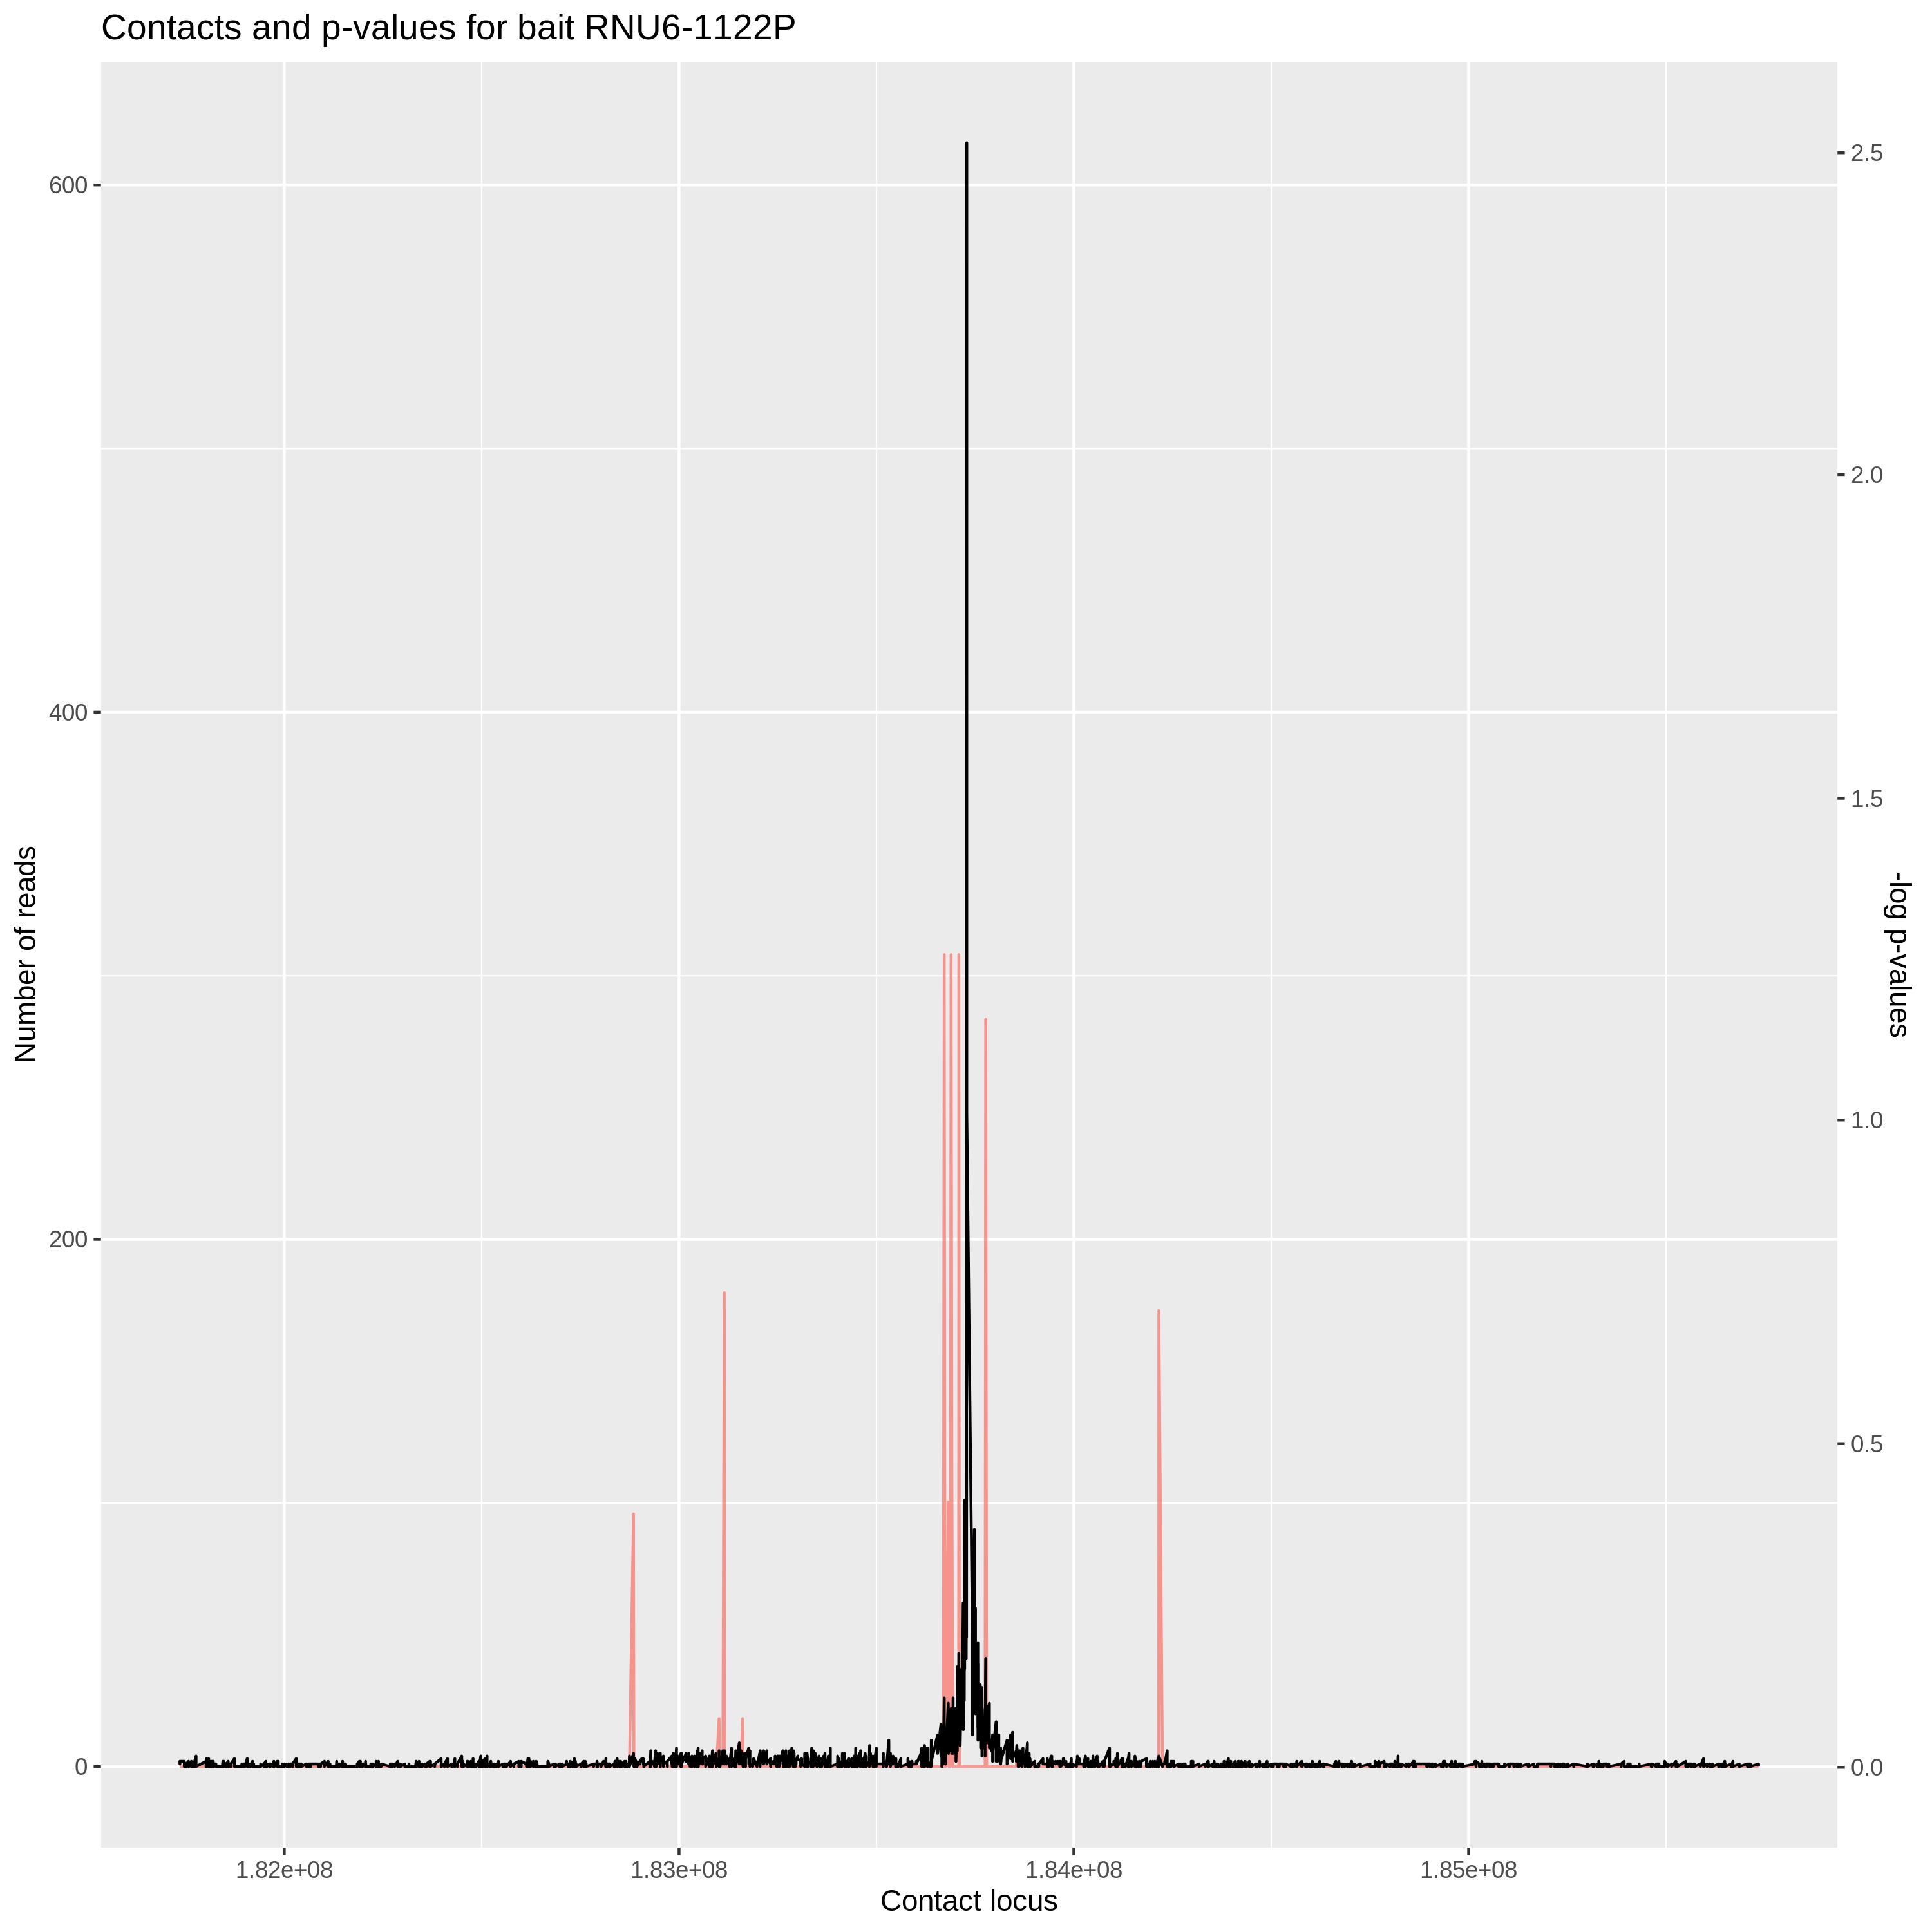 Contacts and p-values for bait RNU6-1122P
600
400
200
0
Number of reads
2.5
2.0
1.5
1.0
0.5
0.0
-log p-values
1.82e+08
1.83e+08
1.84e+08
1.85e+08
Contact locus